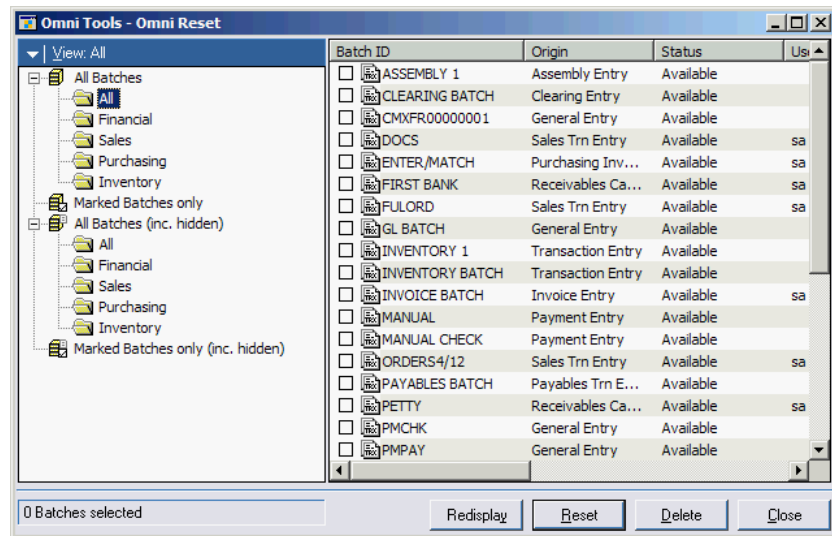 Omni Tools - Omni Reset
View: All
All Batches
All
Financial
Sales
Purchasing
Inventory
Marked Batches only
All Batches (inc. hidden)
All
Financial
Sales
Purchasing
Inventory
Marked Batches only (inc. hidden)
Batch ID Origin Status
ASSEMBLY 1 Assembly Entry Available
CLEARING BATCH Clearing Entry Available
CMXFR00000001 General Entry Available
DOCS Sales Trn Entry Available sa
ENTER/MATCH Purchasing Inv... Available sa
FIRST BANK Receivables Ca... Available sa
FULORD Sales Trn Entry Available sa
GL BATCH General Entry Available
INVENTORY 1 Transaction Entry Available
INVENTORY BATCH Transaction Entry Available
INVOICE BATCH Invoice Entry Available sa
MANUAL Payment Entry Available
MANUAL CHECK Payment Entry Available
ORDERS4/12 Sales Trn Entry Available sa
PAYABLES BATCH Payables Trn E... Available
PETTY Receivables Ca... Available sa
PMCHK General Entry Available
PMPAY General Entry Available
0 Batches selected
Redisplay Reset Delete Close